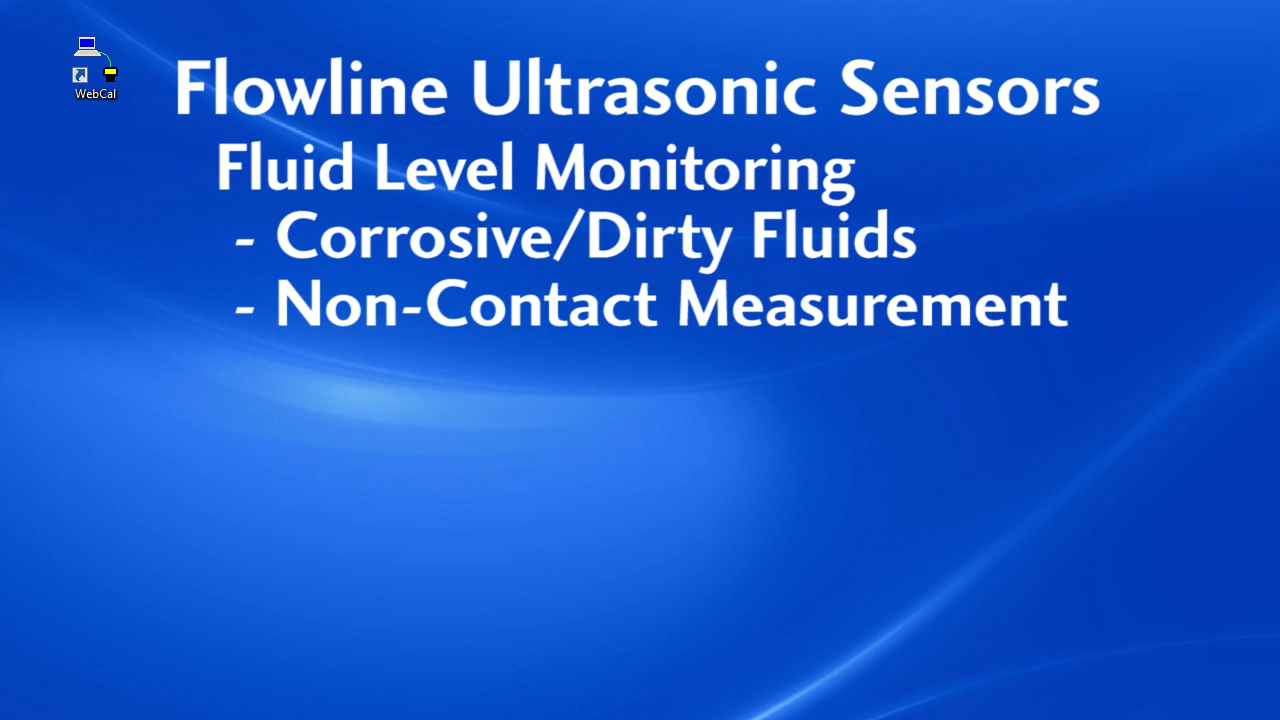 Flowline Ultrasonic Sensors
Fluid Level Monitoring
- Corrosive/Dirty Fluids
- Non-Contact Measurement
WebCal